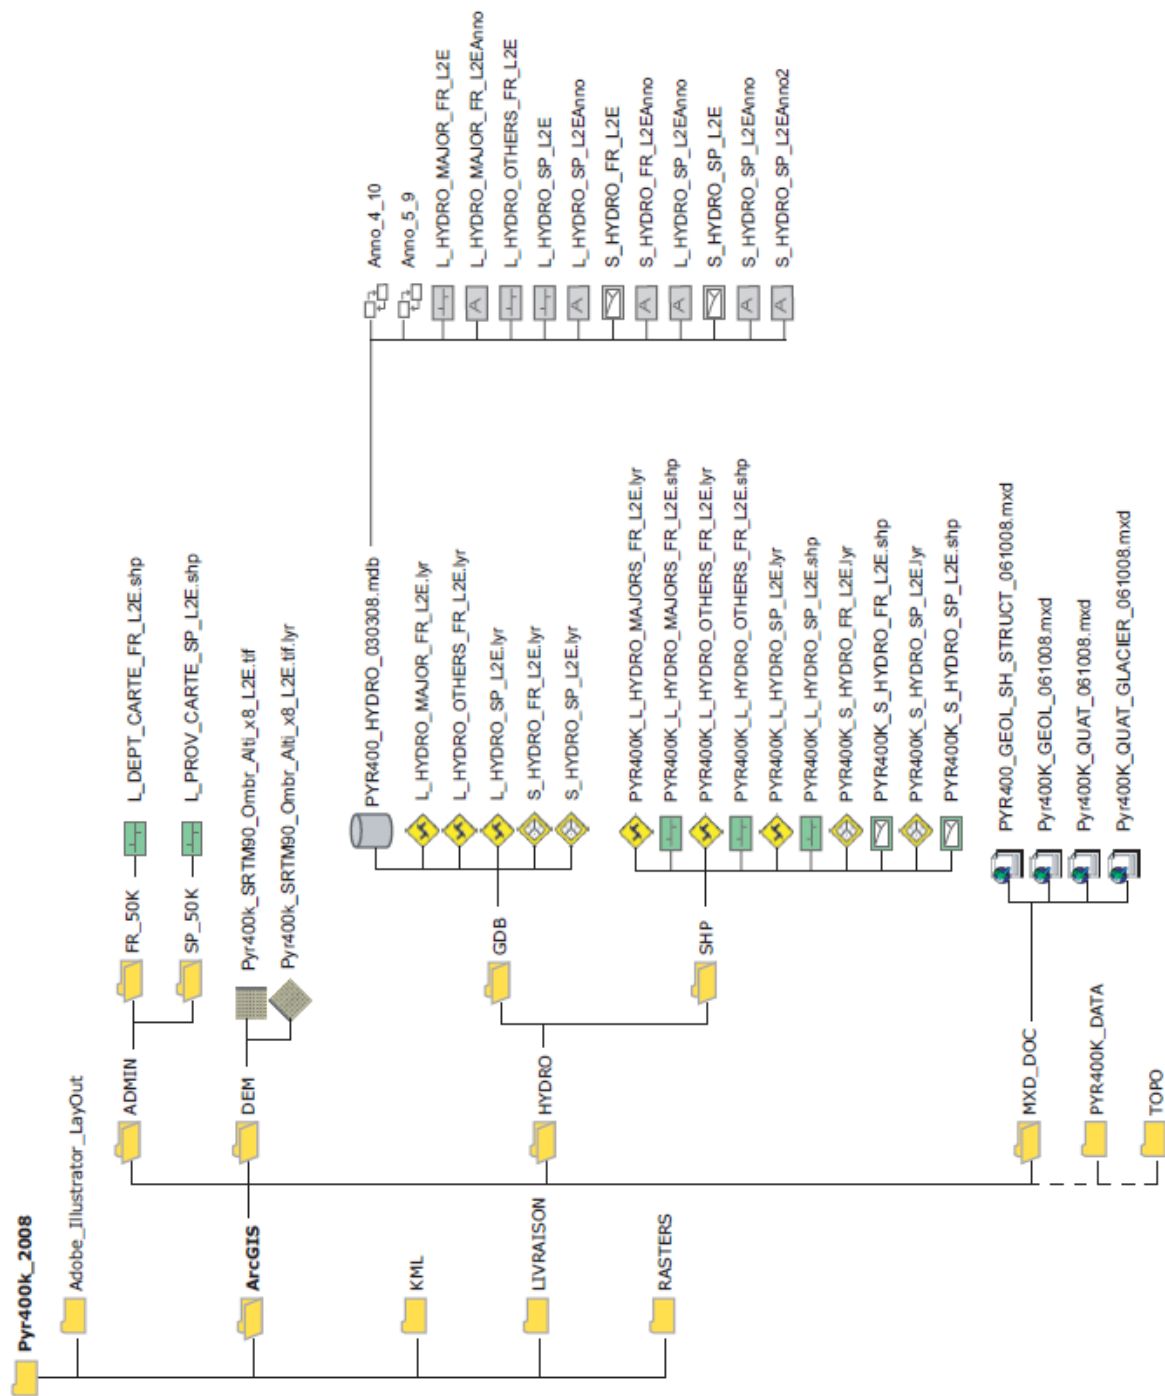 Pyr400k_2008
Adobe_Illustrator_LayOut
ArcGIS
ADMIN
FR_50K
L_DEPT_CARTE_FR_L2E.shp
SP_50K
L_PROV_CARTE_SP_L2E.shp
DEM
Pyr400k_SRTM90_Ombr_Alti_x8_L2E.tif
Pyr400k_SRTM90_Ombr_Alti_x8_L2E.tif.lyr
HYDRO
GDB
PYR400_HYDRO_030308.mdb
Anno_4_10
Anno_5_9
L_HYDRO_MAJOR_FR_L2E
L_HYDRO_MAJOR_FR_L2EAnno
L_HYDRO_OTHERS_FR_L2E
L_HYDRO_SP_L2E
L_HYDRO_SP_L2EAnno
S_HYDRO_FR_L2E
S_HYDRO_FR_L2EAnno
L_HYDRO_SP_L2EAnno
S_HYDRO_SP_L2E
S_HYDRO_SP_L2EAnno
S_HYDRO_SP_L2EAnno2
L_HYDRO_MAJOR_FR_L2E.lyr
L_HYDRO_OTHERS_FR_L2E.lyr
L_HYDRO_SP_L2E.lyr
S_HYDRO_FR_L2E.lyr
S_HYDRO_SP_L2E.lyr
SHP
PYR400K_L_HYDRO_MAJORS_FR_L2E.lyr
PYR400K_L_HYDRO_MAJORS_FR_L2E.shp
PYR400K_L_HYDRO_OTHERS_FR_L2E.lyr
PYR400K_L_HYDRO_OTHERS_FR_L2E.shp
PYR400K_L_HYDRO_SP_L2E.lyr
PYR400K_L_HYDRO_SP_L2E.shp
PYR400K_S_HYDRO_FR_L2E.lyr
PYR400K_S_HYDRO_FR_L2E.shp
PYR400K_S_HYDRO_SP_L2E.lyr
PYR400K_S_HYDRO_SP_L2E.shp
MXD_DOC
PYR400_GEOL_SH_STRUCT_061008.mxd
Pyr400K_GEOL_061008.mxd
Pyr400K_QUAT_061008.mxd
Pyr400K_QUAT_GLACIER_061008.mxd
PYR400K_DATA
TOPO
KML
LIVRAISON
RASTERS